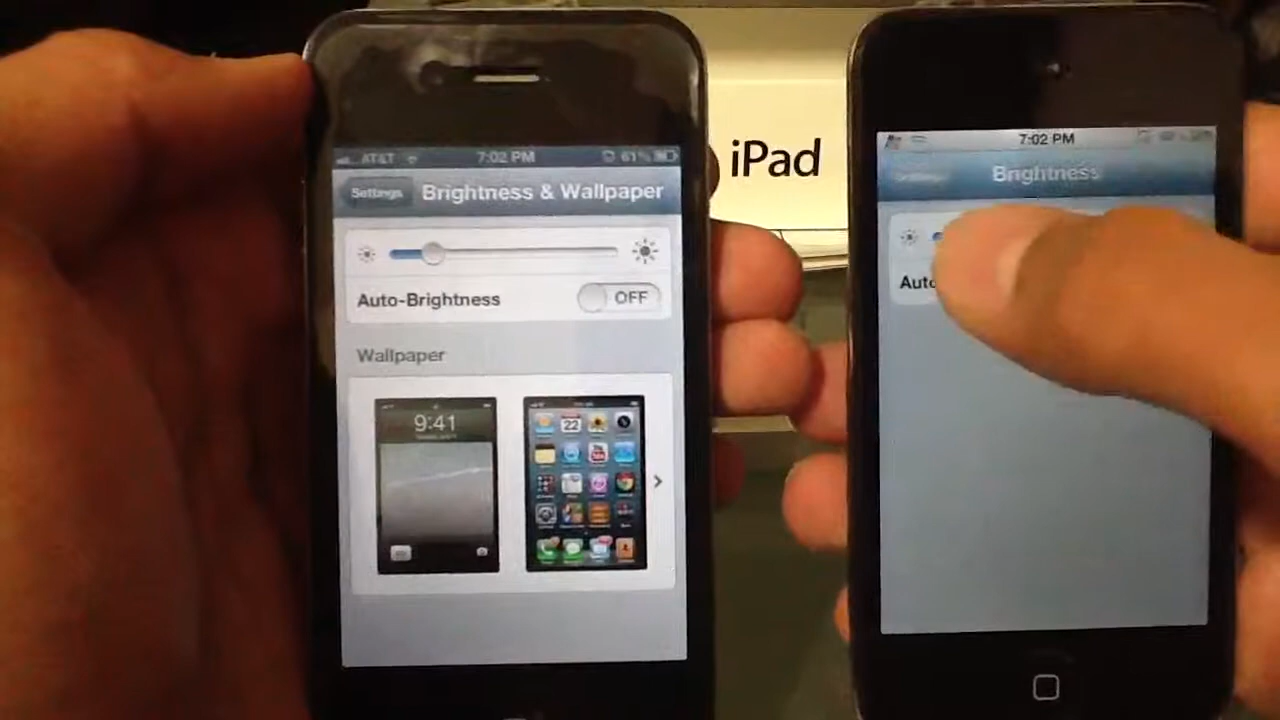 AT&T 7:02 PM 61%
Settings Brightness & Wallpaper
Auto-Brightness OFF
Wallpaper
9:41
22
iPad
7:02 PM
Brightness
Auto